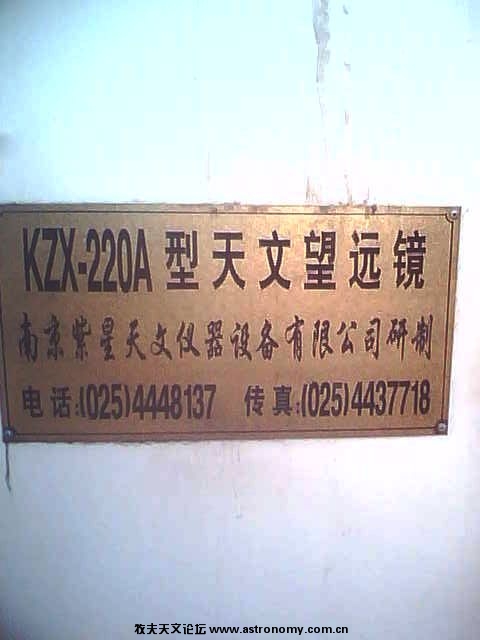 KZX-220A 型天文望远镜
南京紫星天文仪器设备有限公司研制
电话:(025)4448137 传真:(025)4437718
牧夫天文论坛 www.astronomy.com.cn